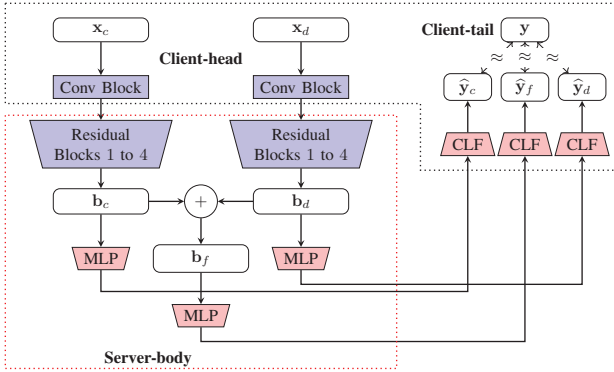 x_c
x_d
Client-tail
y
Client-head
≈ ≈ ≈
Conv Block
Conv Block
ŷ_c
ŷ_f
ŷ_d
Residual
Blocks 1 to 4
Residual
Blocks 1 to 4
CLF
CLF
CLF
b_c
+
b_d
MLP
b_f
MLP
MLP
Server-body